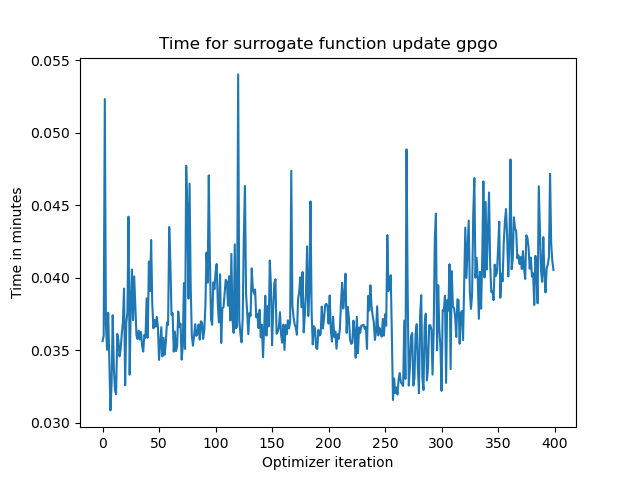 Time for surrogate function update gpgo
0.055
0.050
0.045
0.040
0.035
0.030
Time in minutes
0 50 100 150 200 250 300 350 400
Optimizer iteration